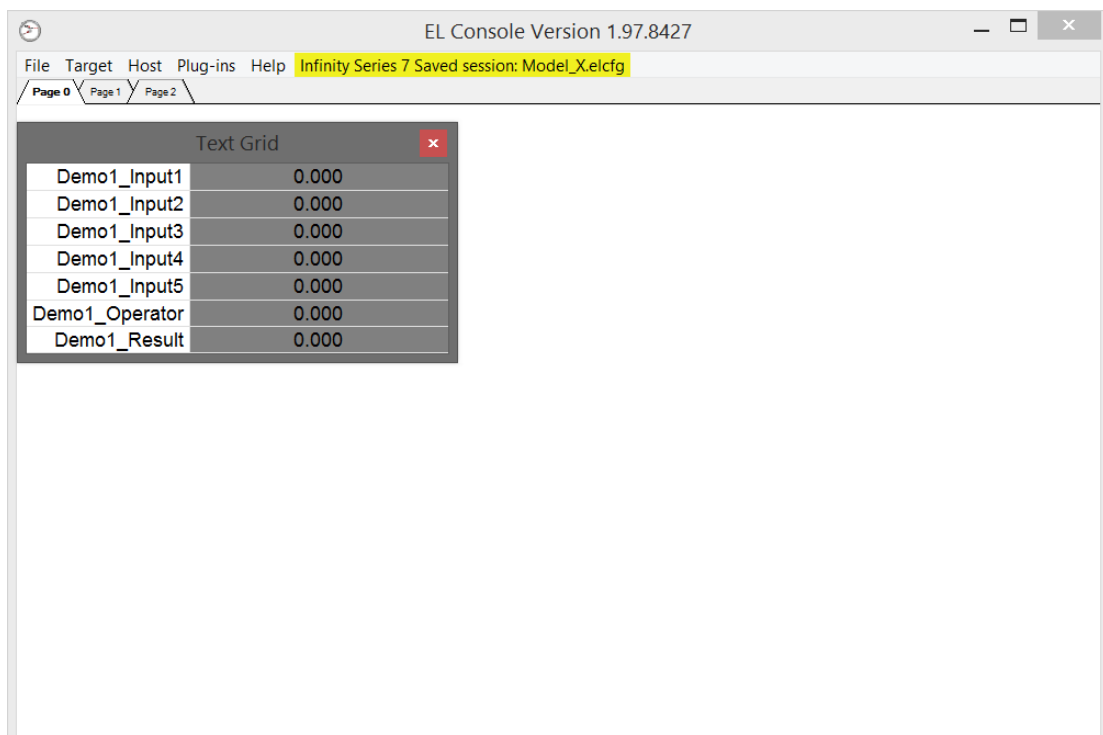 EL Console Version 1.97.8427
File Target Host Plug-ins Help Infinity Series 7 Saved session: Model_X.elcfg
Page 0 Page 1 Page 2
Text Grid
Demo1_Input1 0.000
Demo1_Input2 0.000
Demo1_Input3 0.000
Demo1_Input4 0.000
Demo1_Input5 0.000
Demo1_Operator 0.000
Demo1_Result 0.000